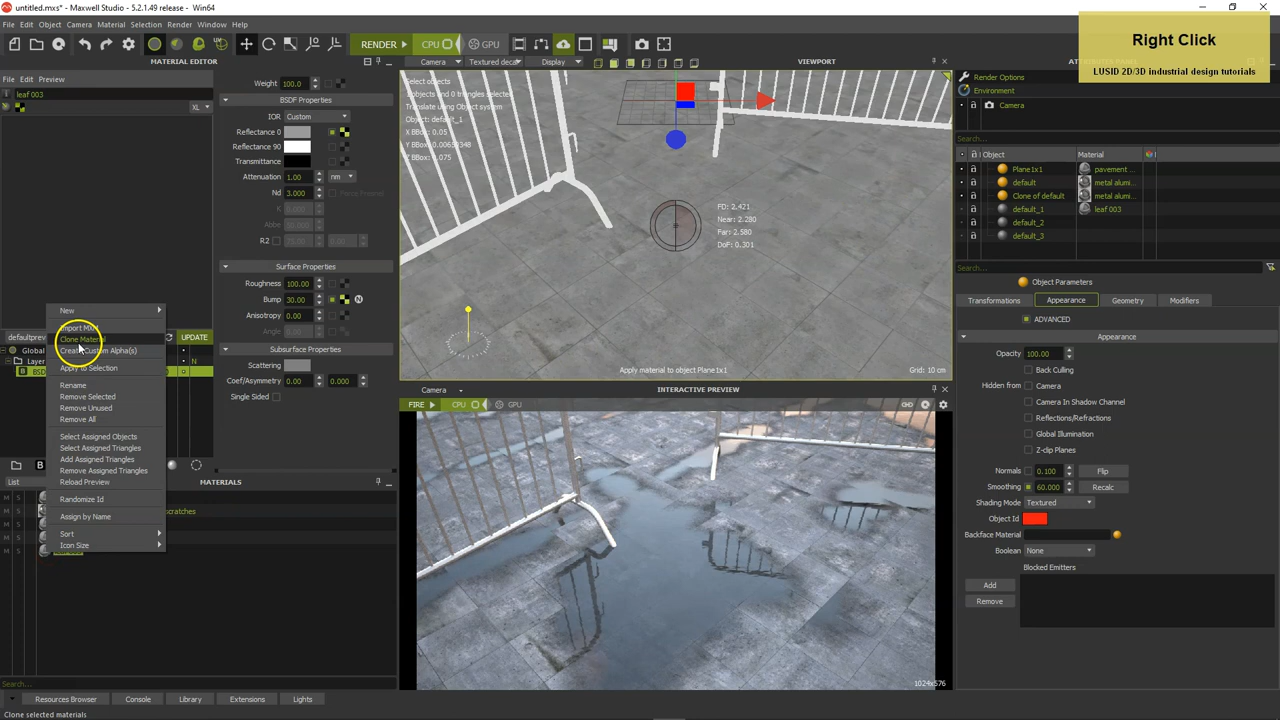 untitled.mxs* - Maxwell Studio - 5.2.1.49 release - Win64
File Edit Object Camera Material Selection Render Window Help
RENDER CPU GPU
Right Click
LUSID 2D/3D industrial design tutorials
MATERIAL EDITOR
File Edit Preview
leaf 003
XL
Weight 100.0
BSDF Properties
IOR Custom
Reflectance 0
Reflectance 90
Transmittance
Attenuation 1.00 nm
Nd 3.000
K
Abbe
R2
Surface Properties
Roughness 100.00
Bump 30.00 N
Anisotropy 0.00
Angle
Subsurface Properties
Scattering
Coef/Asymmetry 0.00 0.000
Single Sided
defaultprev UPDATE
Global
Layer N
B BSD
New
Import MXM
Clone Material
Create Custom Alpha(s)
Apply to Selection
Rename
Remove Selected
Remove Unused
Remove All
Select Assigned Objects
Select Assigned Triangles
Add Assigned Triangles
Remove Assigned Triangles
Reload Preview
Randomize Id
Assign by Name
Sort
Icon Size
B
MATERIALS
List
M S
M S cratches
M S
M S
M S
Search...
Resources Browser Console Library Extensions Lights
Clone selected materials
Camera Textured deca Display VIEWPORT
Select objects
objects and 0 triangles selected
Translate using Object system
Object: default_1
X BBox: 0.05
BBox: 0.075
FD: 2.421
Near: 2.280
Far: 2.580
DoF: 0.301
Apply material to object Plane1x1
Grid: 10 cm
Camera INTERACTIVE PREVIEW
FIRE CPU GPU
1024x576
Render Options
Environment
Camera
Search...
Object Material
Plane1x1 pavement ...
default metal alumi...
Clone of default metal alumi...
default_1 leaf 003
default_2
default_3
Search...
Object Parameters
Transformations Appearance Geometry Modifiers
ADVANCED
Appearance
Opacity 100.00
Back Culling
Hidden from Camera
Camera In Shadow Channel
Reflections/Refractions
Global Illumination
Z-clip Planes
Normals 0.100 Flip
Smoothing 60.000 Recalc
Shading Mode Textured
Object Id
Backface Material
Boolean None
Blocked Emitters
Add
Remove